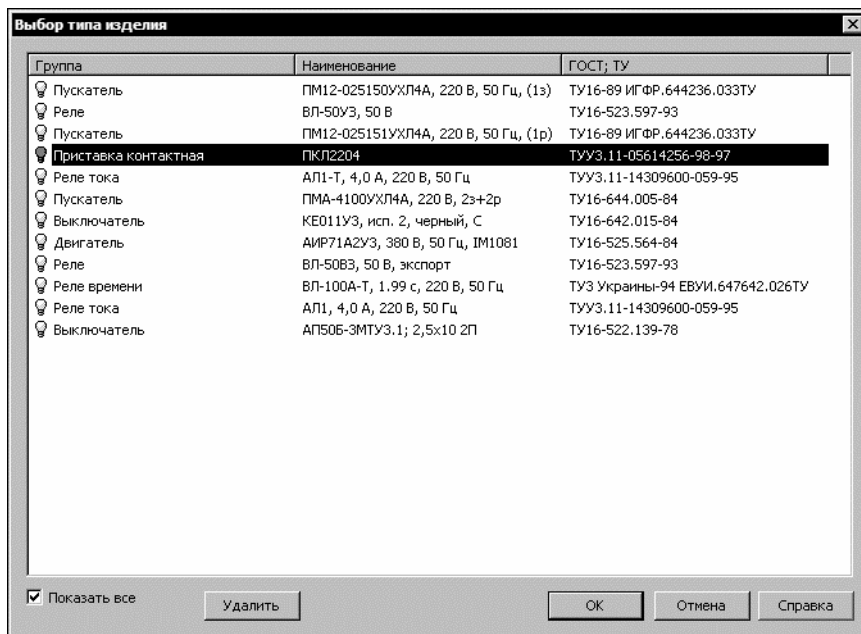 Выбор типа изделия
Группа Наименование ГОСТ; ТУ
Пускатель ПМ12-025150УХЛ4А, 220 В, 50 Гц, (1з) ТУ16-89 ИГФР.644236.033ТУ
Реле ВЛ-50У3, 50 В ТУ16-523.597-93
Пускатель ПМ12-025151УХЛ4А, 220 В, 50 Гц, (1р) ТУ16-89 ИГФР.644236.033ТУ
Приставка контактная ПКЛ2204 ТУУ3.11-05614256-98-97
Реле тока АЛ1-Т, 4,0 А, 220 В, 50 Гц ТУУ3.11-14309600-059-95
Пускатель ПМА-4100УХЛ4А, 220 В, 2з+2р ТУ16-644.005-84
Выключатель КЕ011У3, исп. 2, черный, С ТУ16-642.015-84
Двигатель АИР71А2У3, 380 В, 50 Гц, IM1081 ТУ16-525.564-84
Реле ВЛ-50В3, 50 В, экспорт ТУ16-523.597-93
Реле времени ВЛ-100А-Т, 1.99 с, 220 В, 50 Гц ТУ3 Украины-94 ЕВУИ.647642.026ТУ
Реле тока АЛ1, 4,0 А, 220 В, 50 Гц ТУУ3.11-14309600-059-95
Выключатель АП50Б-3МТУ3.1; 2,5х10 2П ТУ16-522.139-78
Показать все Удалить ОК Отмена Справка